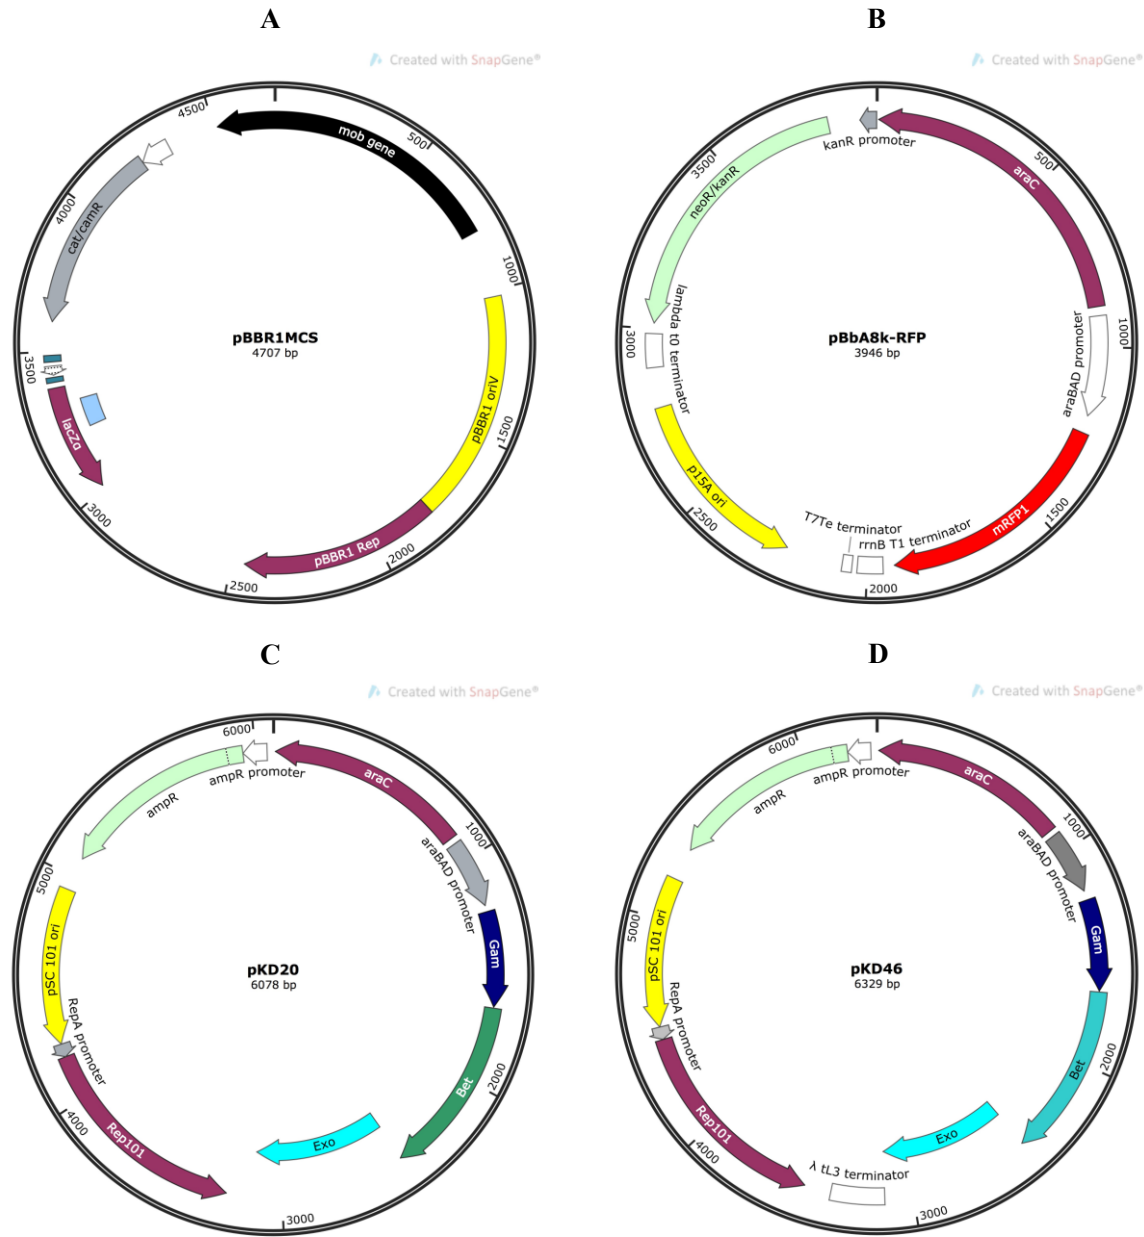 A
Created with SnapGene®
4500
mob gene
500
cat/camR
4000
1000
pBBR1MCS
4707 bp
3500
lacZα
pBBR1 oriV
1500
3000
pBBR1 Rep
2000
2500
B
Created with SnapGene®
kanR promoter
araC
500
3500
neoR/kanR
1000
araBAD promoter
3000
lambda t0 terminator
pBbA8k-RFP
3946 bp
p15A ori
2500
T7Te terminator
rrnB T1 terminator
mRFP1
1500
2000
C
Created with SnapGene®
6000
ampR promoter
araC
ampR
1000
araBAD promoter
5000
pSC 101 ori
Gam
pKD20
6078 bp
RepA promoter
2000
Bet
4000
Rep101
Exo
3000
D
Created with SnapGene®
6000
ampR promoter
araC
ampR
1000
araBAD promoter
5000
pSC 101 ori
Gam
pKD46
6329 bp
RepA promoter
2000
Bet
4000
Rep101
Exo
λ tL3 terminator
3000